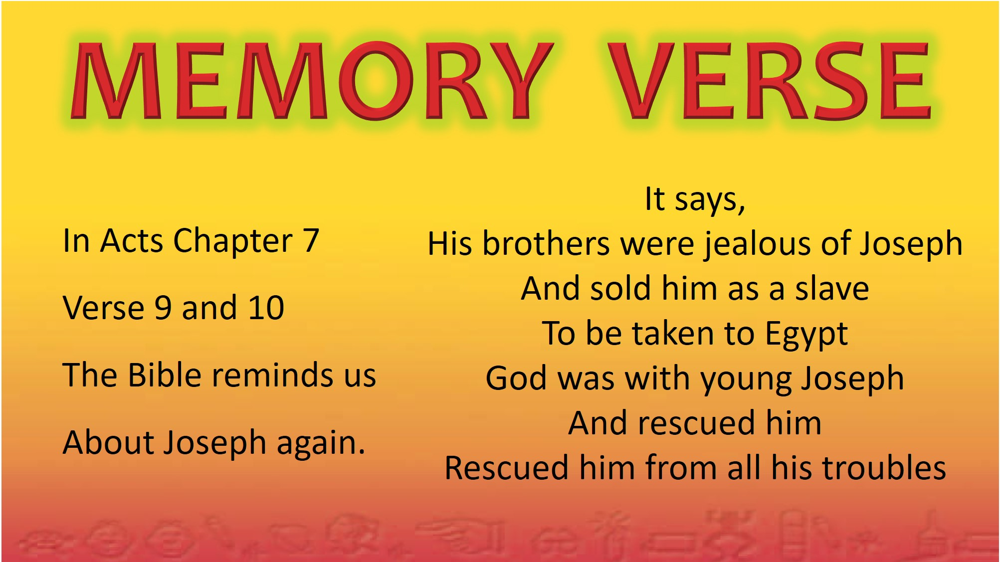 MEMORY VERSE
In Acts Chapter 7
Verse 9 and 10
The Bible reminds us
About Joseph again.
It says,
His brothers were jealous of Joseph
And sold him as a slave
To be taken to Egypt
God was with young Joseph
And rescued him
Rescued him from all his troubles